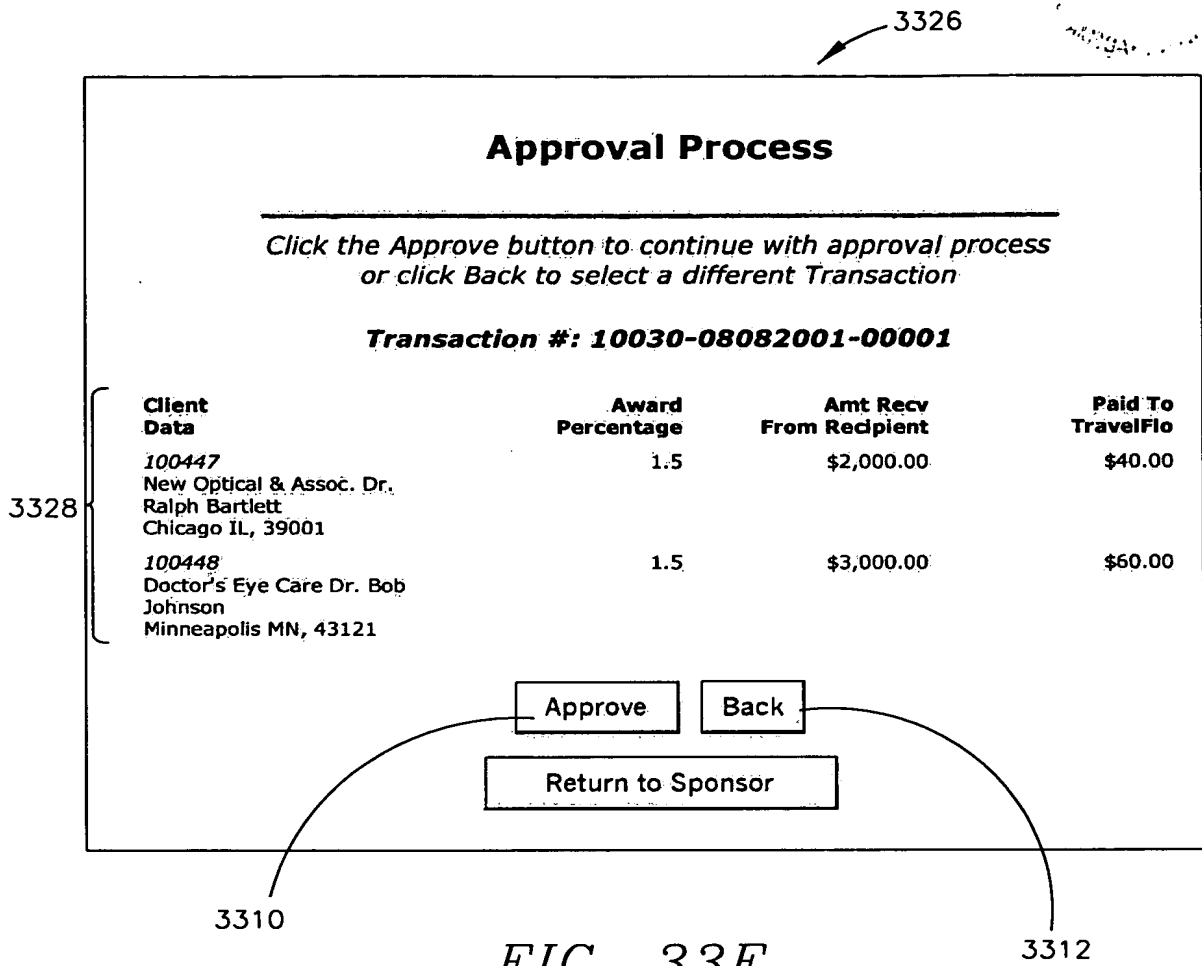 3326
Approval Process
Click the Approve button to continue with approval process
or click Back to select a different Transaction
Transaction #: 10030-08082001-00001
Client Data Award Percentage Amt Recv From Recipient Paid To TravelFlo
100447 1.5 $2,000.00 $40.00
New Optical & Assoc. Dr.
Ralph Bartlett
Chicago IL, 39001
3328
100448 1.5 $3,000.00 $60.00
Doctor's Eye Care Dr. Bob
Johnson
Minneapolis MN, 43121
Approve Back
Return to Sponsor
3310
3312
FIG. 33F